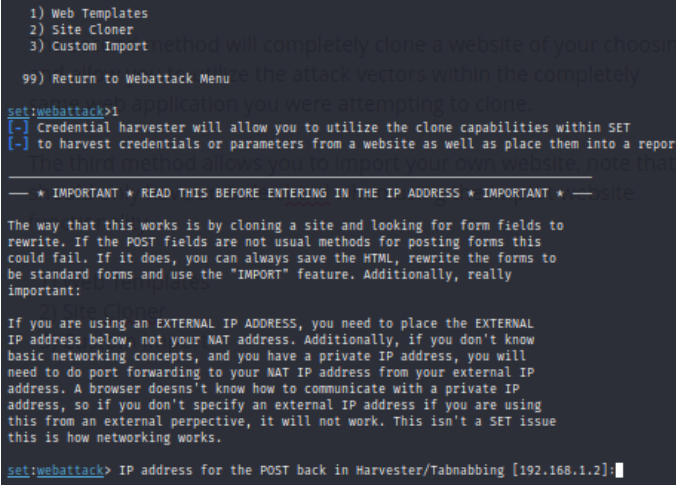 1) Web Templates
2) Site Cloner
3) Custom Import
method will completely clone a website of your choosin
utilize the attack vectors within the completely
99) Return to Webattack Menu
same web application you were attempting to clone.
set:webattack>1
[-] Credential harvester will allow you to utilize the clone capabilities within SET
[-] to harvest credentials or parameters from a website as well as place them into a repor
The third method allows you to import your own website, note that
--- * IMPORTANT * READ THIS BEFORE ENTERING IN THE IP ADDRESS * IMPORTANT * ---
website
The way that this works is by cloning a site and looking for form fields to
rewrite. If the POST fields are not usual methods for posting forms this
could fail. If it does, you can always save the HTML, rewrite the forms to
be standard forms and use the "IMPORT" feature. Additionally, really
important:
Templates
2) Site Cloner
If you are using an EXTERNAL IP ADDRESS, you need to place the EXTERNAL
IP address below, not your NAT address. Additionally, if you don't know
basic networking concepts, and you have a private IP address, you will
need to do port forwarding to your NAT IP address from your external IP
address. A browser doesns't know how to communicate with a private IP
address, so if you don't specify an external IP address if you are using
this from an external perpective, it will not work. This isn't a SET issue
this is how networking works.
set:webattack> IP address for the POST back in Harvester/Tabnabbing [192.168.1.2]: